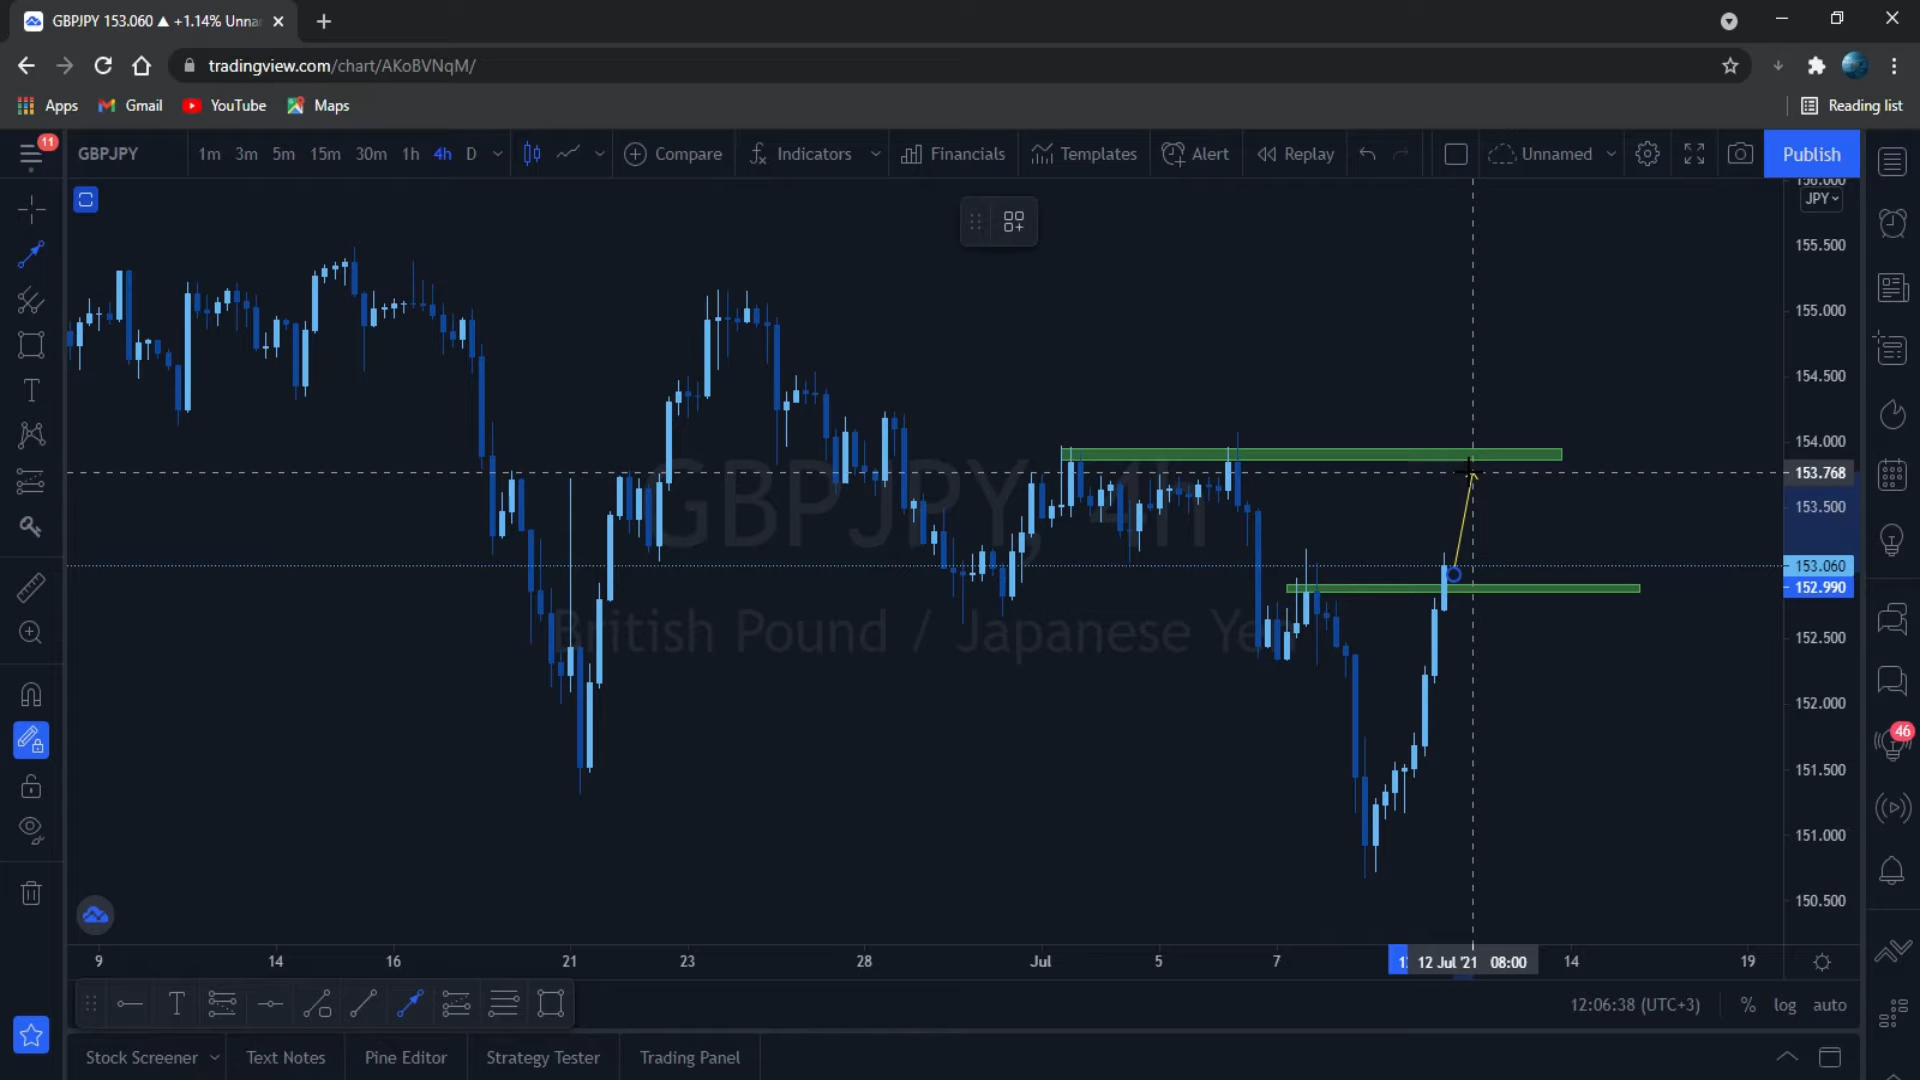 GBPJPY 153.060 ▲ +1.14% Unna
tradingview.com/chart/AKoBVNqM/
Apps Gmail YouTube Maps Reading list
11
GBPJPY 1m 3m 5m 15m 30m 1h 4h D Compare Indicators Financials Templates Alert Replay Unnamed Publish
156.000
JPY
155.500
155.000
154.500
154.000
153.768
153.500
153.060
152.990
152.500
152.000
151.500
151.000
150.500
GBPJPY, 4h
British Pound / Japanese Yen
46
9 14 16 21 23 28 Jul 5 7 12 Jul '21 08:00 14 19
12:06:38 (UTC+3) % log auto
Stock Screener Text Notes Pine Editor Strategy Tester Trading Panel